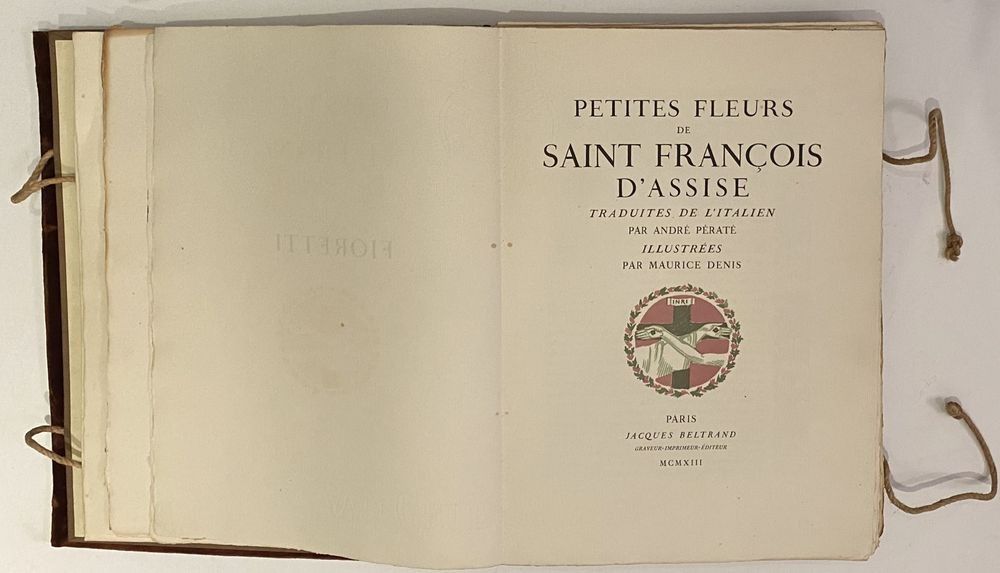 FIORETTI
PETITES FLEURS
DE
SAINT FRANÇOIS
D'ASSISE
TRADUITES DE L'ITALIEN
PAR ANDRÉ PÉRATÉ
ILLUSTRÉES
PAR MAURICE DENIS
INRI
PARIS
JACQUES BELTRAND
GRAVEUR-IMPRIMEUR-ÉDITEUR
MCMXIII